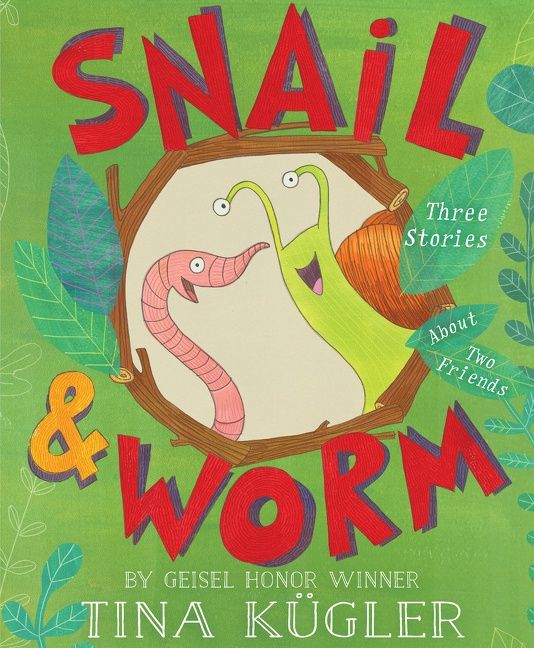 SNAiL
Three
Stories
About
Two
Friends
& WORM
BY GEISEL HONOR WINNER
TINA KÜGLER